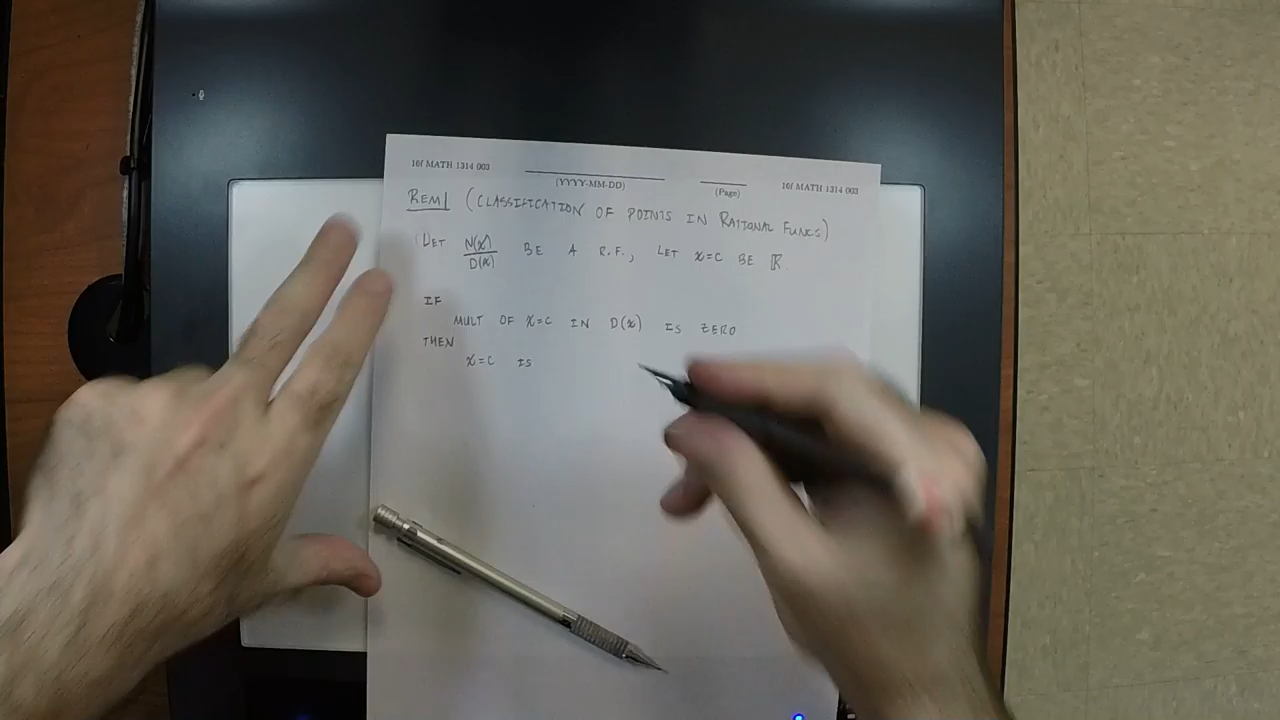 16f MATH 1314 003 (YYYY-MM-DD) (Page) 16f MATH 1314 003
REM| (CLASSIFICATION OF POINTS IN RATIONAL FUNCS)
(LET N(x)/D(x) BE A R.F., LET x=C BE ℝ.
IF
MULT OF x=C IN D(x) IS ZERO
THEN
x=C IS